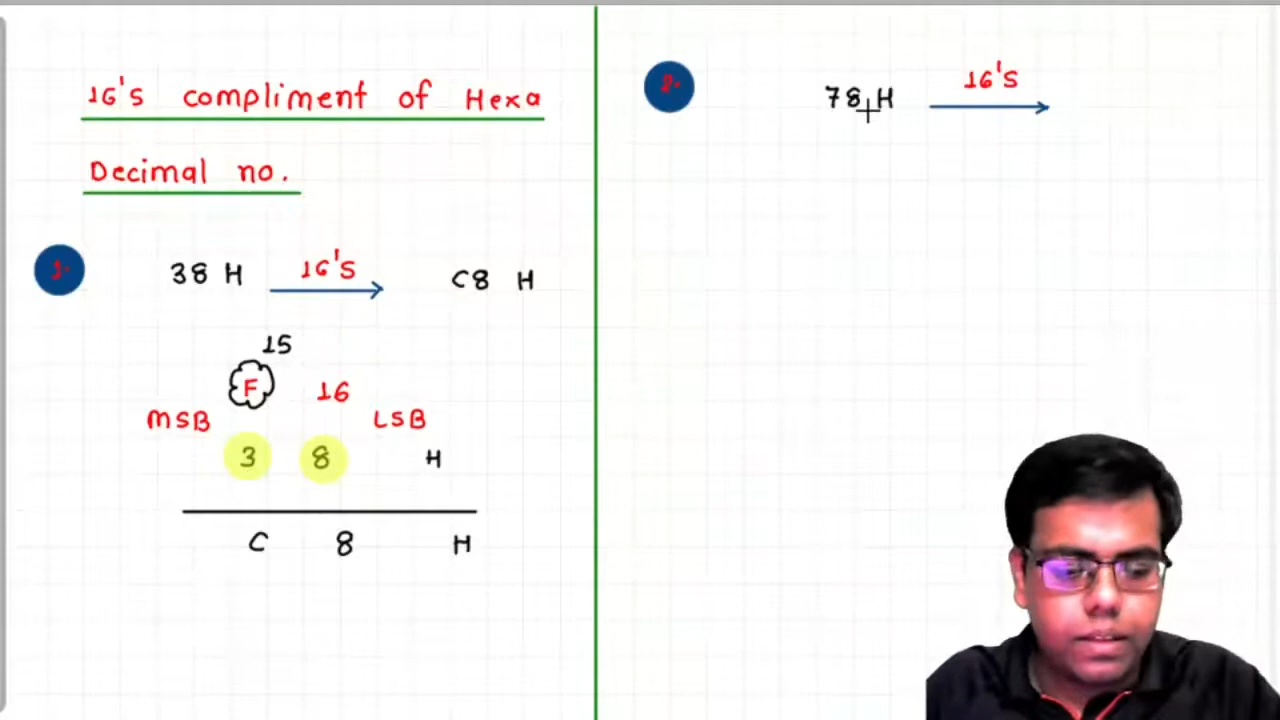 16's compliment of Hexa
Decimal no.
1.
38 H 16's C8 H
15
F 16
MSB LSB
3 8 H
C 8 H
2.
78 H 16's